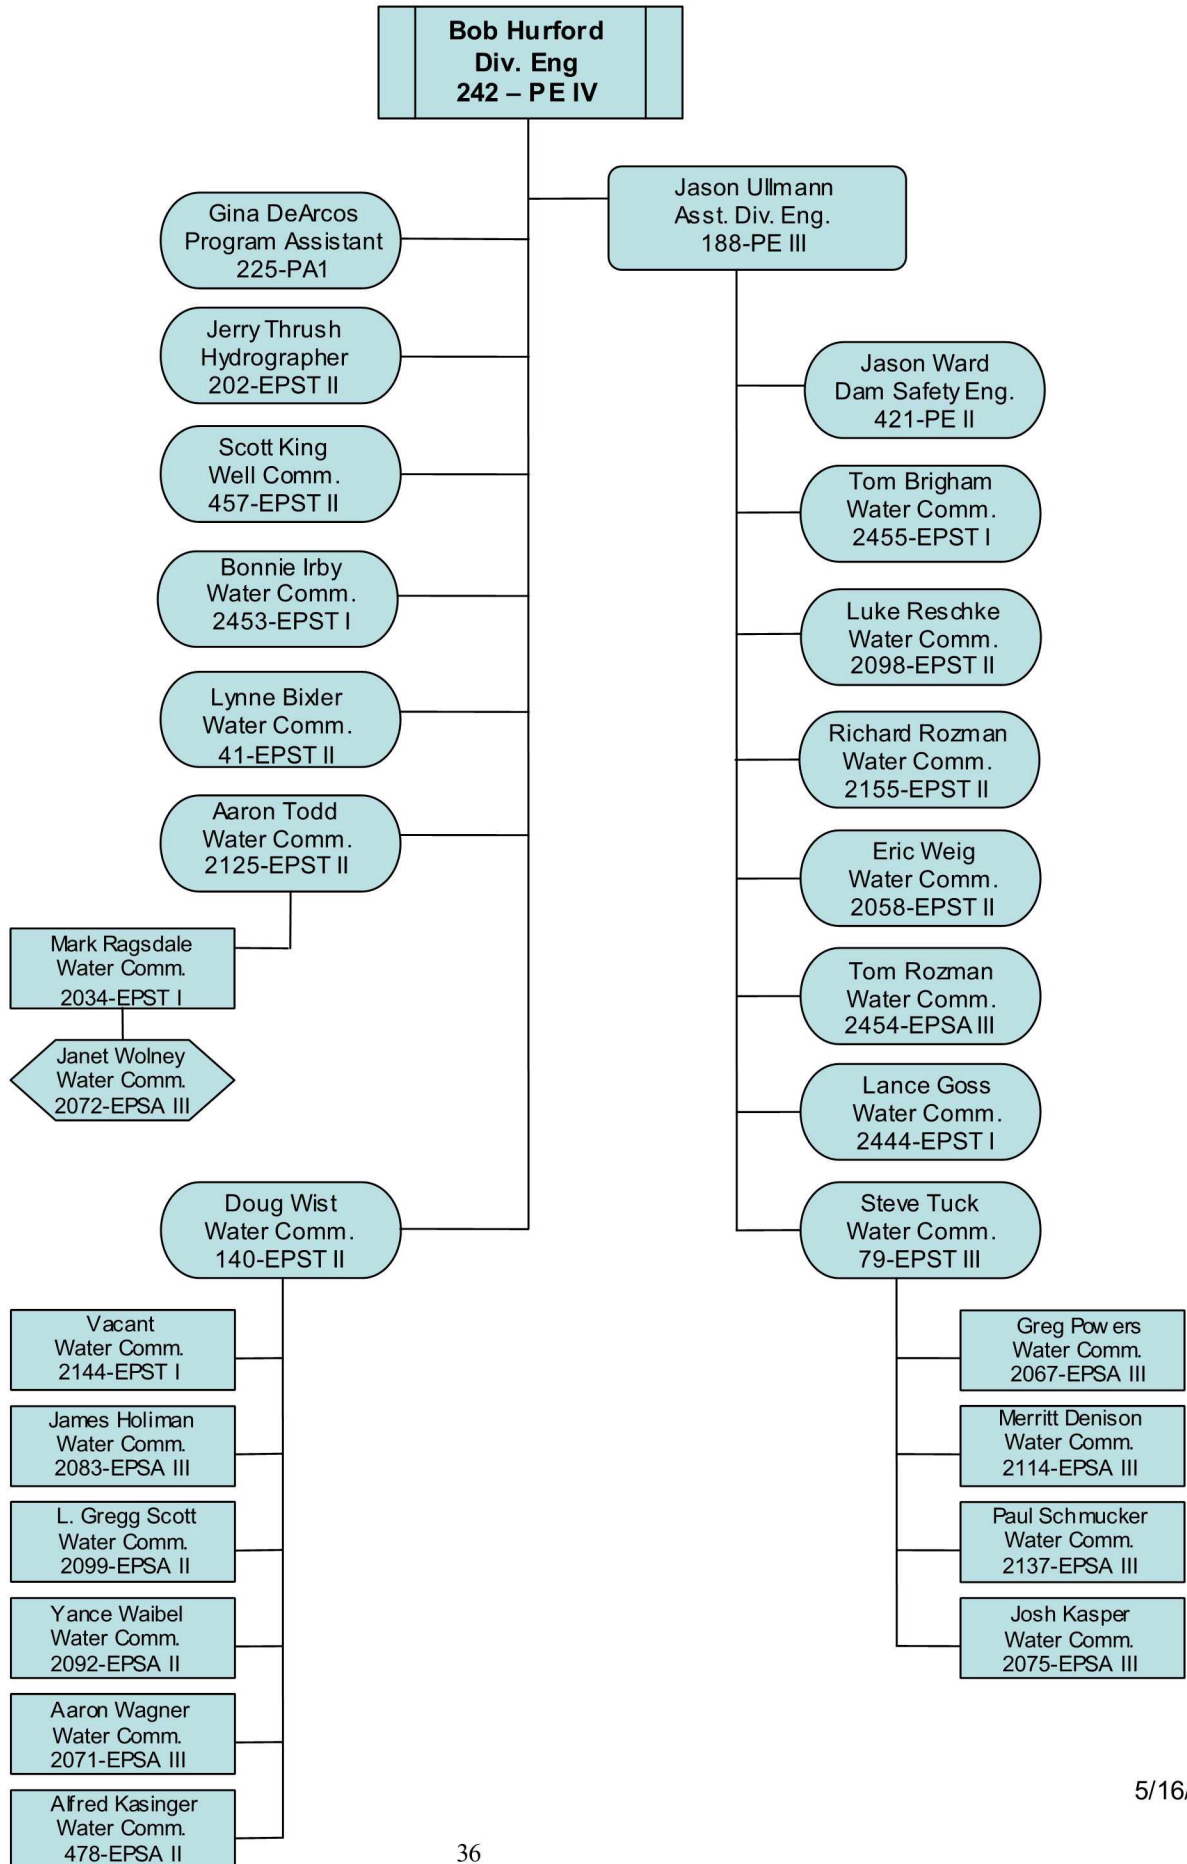 Bob Hurford
Div. Eng
242 – PE IV
Jason Ullmann
Asst. Div. Eng.
188-PE III
Gina DeArcos
Program Assistant
225-PA1
Jerry Thrush
Hydrographer
202-EPST II
Scott King
Well Comm.
457-EPST II
Bonnie Irby
Water Comm.
2453-EPST I
Lynne Bixler
Water Comm.
41-EPST II
Aaron Todd
Water Comm.
2125-EPST II
Mark Ragsdale
Water Comm.
2034-EPST I
Janet Wolney
Water Comm.
2072-EPSA III
Doug Wist
Water Comm.
140-EPST II
Vacant
Water Comm.
2144-EPST I
James Holiman
Water Comm.
2083-EPSA III
L. Gregg Scott
Water Comm.
2099-EPSA II
Yance Waibel
Water Comm.
2092-EPSA II
Aaron Wagner
Water Comm.
2071-EPSA III
Alfred Kasinger
Water Comm.
478-EPSA II
Jason Ward
Dam Safety Eng.
421-PE II
Tom Brigham
Water Comm.
2455-EPST I
Luke Reschke
Water Comm.
2098-EPST II
Richard Rozman
Water Comm.
2155-EPST II
Eric Weig
Water Comm.
2058-EPST II
Tom Rozman
Water Comm.
2454-EPSA III
Lance Goss
Water Comm.
2444-EPST I
Steve Tuck
Water Comm.
79-EPST III
Greg Powers
Water Comm.
2067-EPSA III
Merritt Denison
Water Comm.
2114-EPSA III
Paul Schmucker
Water Comm.
2137-EPSA III
Josh Kasper
Water Comm.
2075-EPSA III
5/16/
36